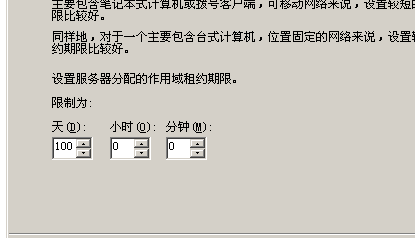 主要包含笔记本式计算机或拨号客户端，可移动网络来说，设置较短的
限比较好。
同样地，对于一个主要包含台式计算机，位置固定的网络来说，设置较
约期限比较好。
设置服务器分配的作用域租约期限。
限制为:
天(D): 小时(O): 分钟(M):
100 0 0